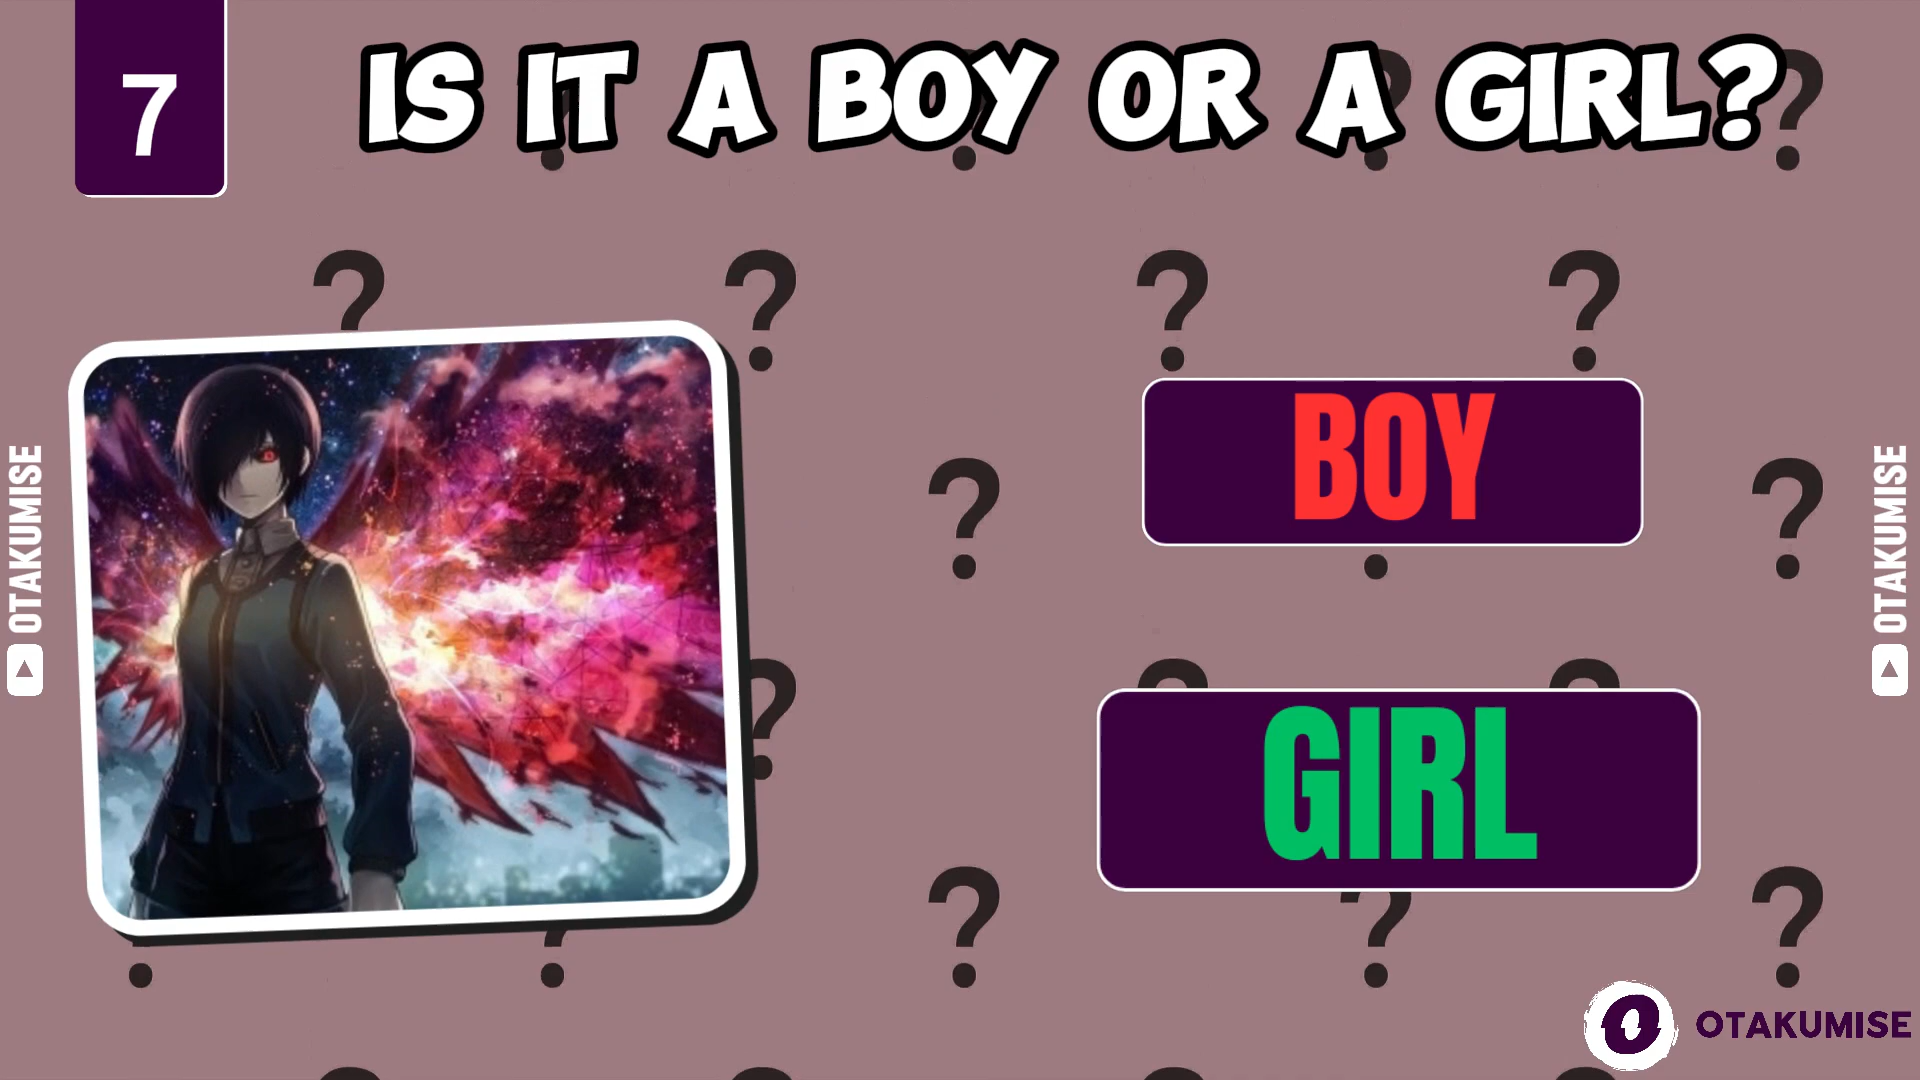 7
IS IT A BOY OR A GIRL?
BOY
GIRL
OTAKUMISE
OTAKUMISE
OTAKUMISE